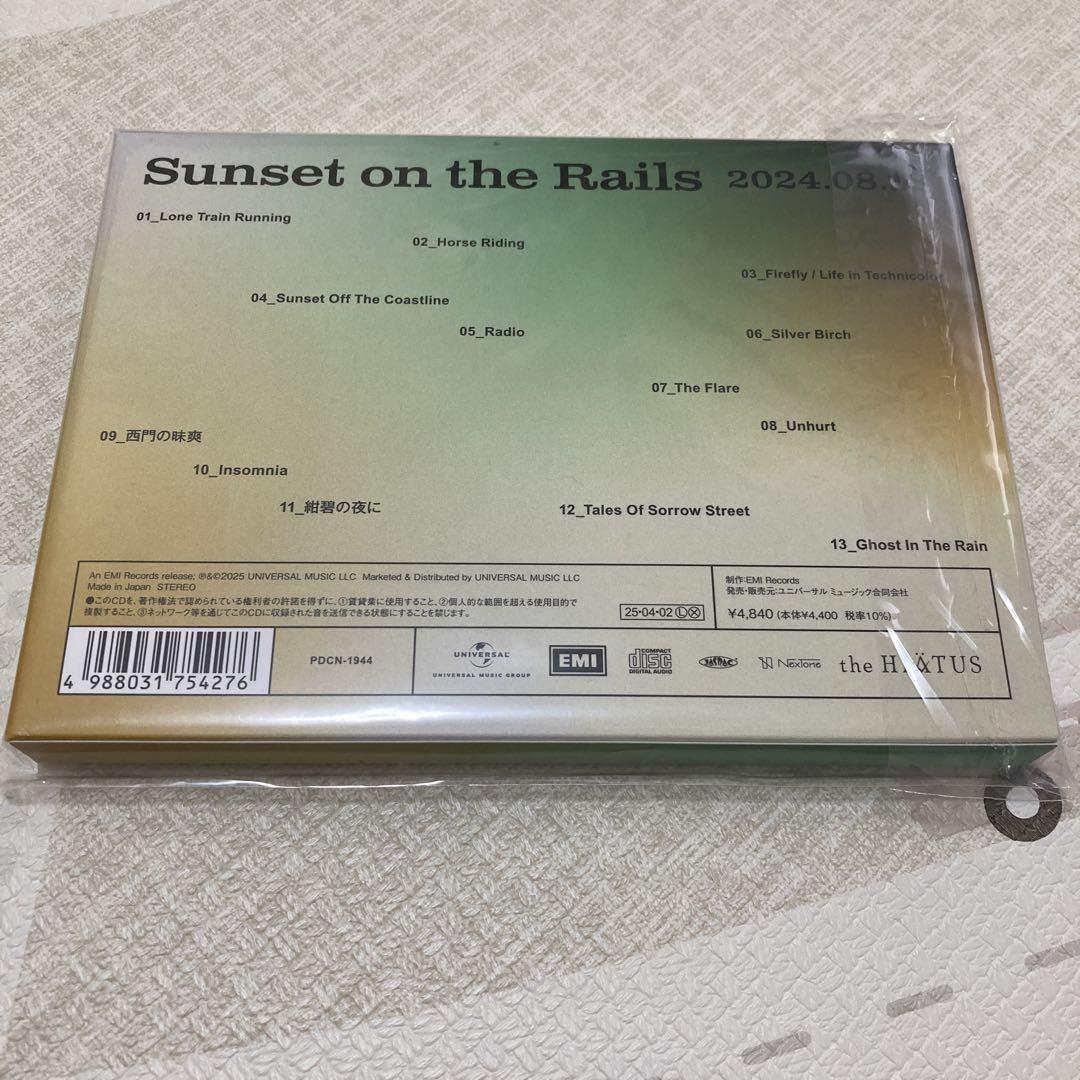 Sunset on the Rails 2024.08.
01_Lone Train Running
02_Horse Riding
03_Firefly / Life in Technicolor
04_Sunset Off The Coastline
05_Radio
06_Silver Birch
07_The Flare
08_Unhurt
09_西門の昧爽
10_Insomnia
11_紺碧の夜に
12_Tales Of Sorrow Street
13_Ghost In The Rain
An EMI Records release; ℗&©2025 UNIVERSAL MUSIC LLC Marketed & Distributed by UNIVERSAL MUSIC LLC
Made in Japan STEREO
●このCDを、著作権法で認められている権利者の許諾を得ずに、①賃貸業に使用すること、②個人的な範囲を超える使用目的で
複製すること、③ネットワーク等を通じてこのCDに収録された音を送信できる状態にすることを禁じます。
25・04・02 Ⓛ Ⓧ
制作:EMI Records
発売・販売元:ユニバーサル ミュージック合同会社
¥4,840 (本体¥4,400 税率10%)
4 988031 754276
PDCN-1944
UNIVERSAL
UNIVERSAL MUSIC GROUP
EMI
COMPACT
disc
DIGITAL AUDIO
JASRAC
NexTone
the HIATUS